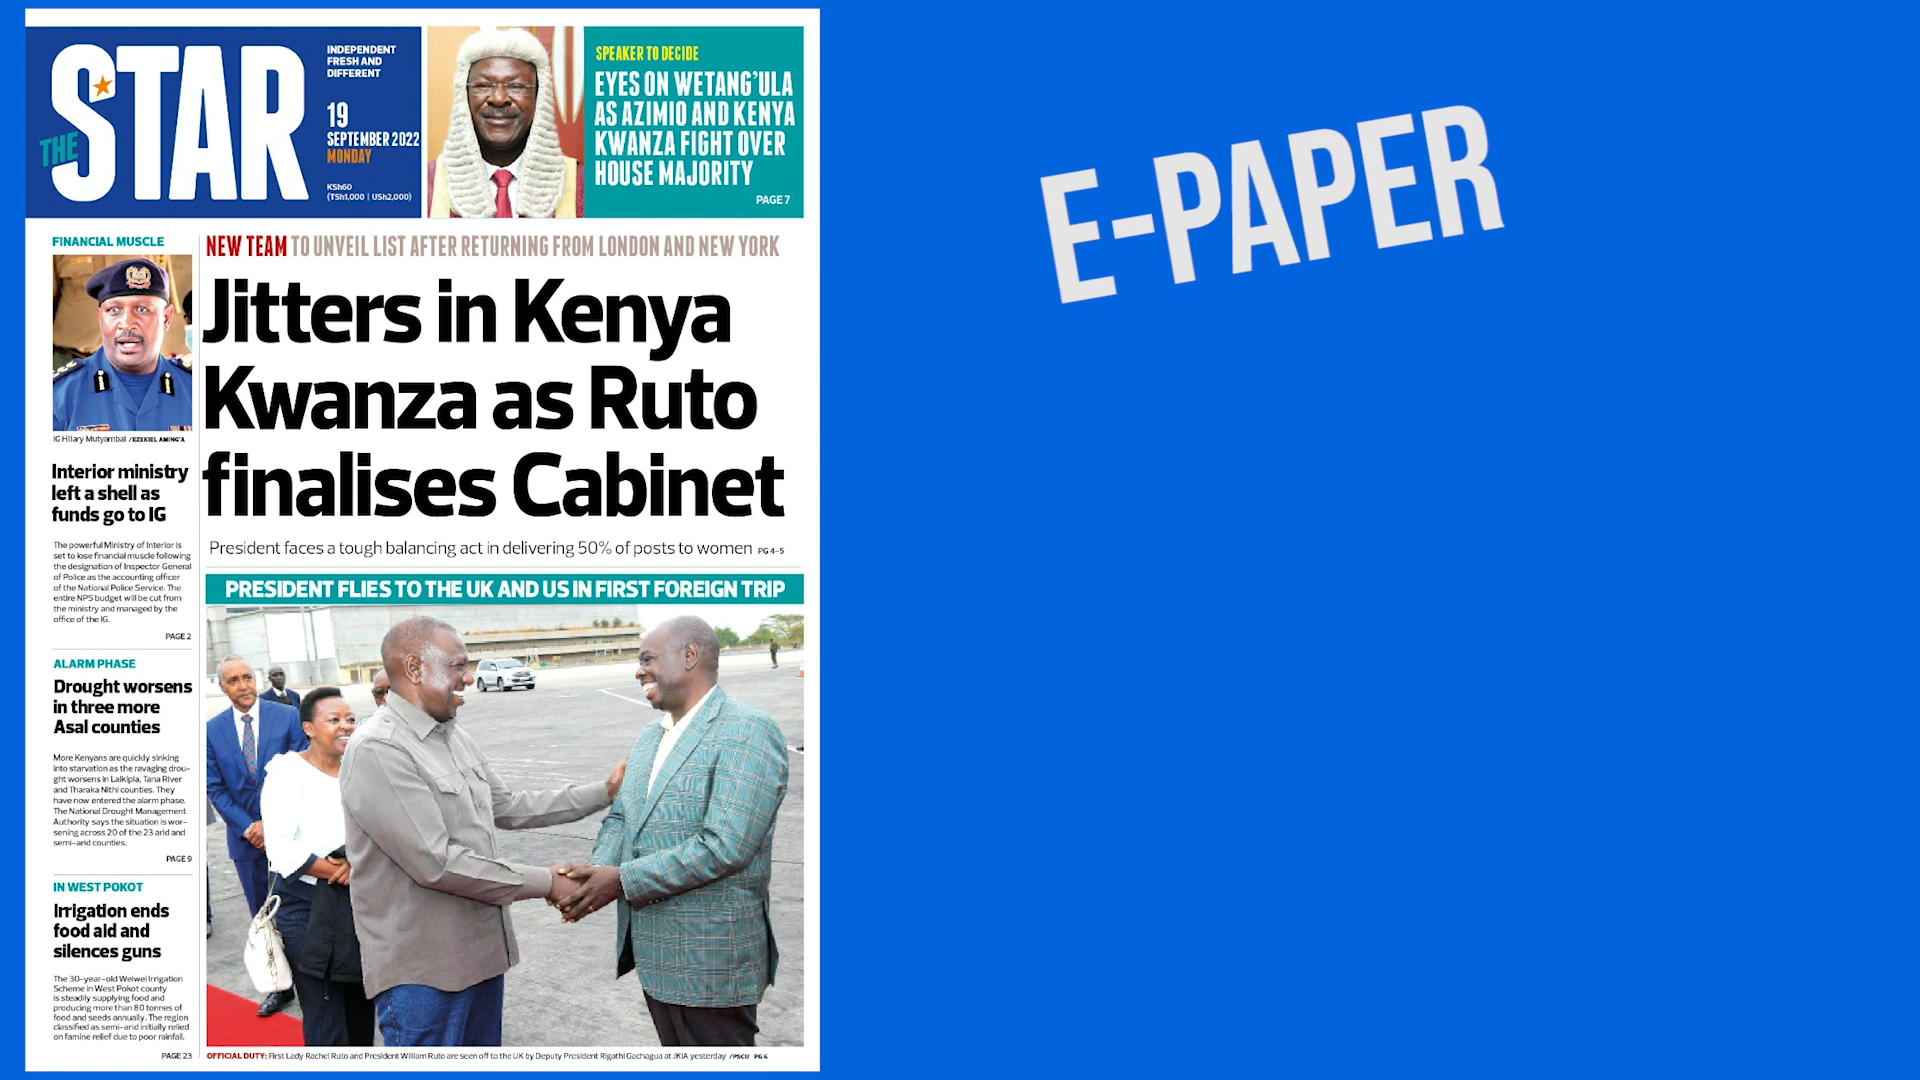 THE STAR
INDEPENDENT
FRESH AND
DIFFERENT
19
SEPTEMBER 2022
MONDAY
KSh60
(TSh1,000 | USh2,000)
SPEAKER TO DECIDE
EYES ON WETANG'ULA
AS AZIMIO AND KENYA
KWANZA FIGHT OVER
HOUSE MAJORITY
PAGE 7
E-PAPER
FINANCIAL MUSCLE
IG Hilary Mutyambai /EZEKIEL AMING'A
Interior ministry
left a shell as
funds go to IG
The powerful Ministry of Interior is
set to lose financial muscle following
the designation of Inspector General
of Police as the accounting officer
of the National Police Service. The
entire NPS budget will be cut from
the ministry and managed by the
office of the IG.
PAGE 2
ALARM PHASE
Drought worsens
in three more
Asal counties
More Kenyans are quickly sinking
into starvation as the ravaging drou-
ght worsens in Laikipia, Tana River
and Tharaka Nithi counties. They
have now entered the alarm phase.
The National Drought Management
Authority says the situation is wor-
sening across 20 of the 23 arid and
semi-arid counties.
PAGE 9
IN WEST POKOT
Irrigation ends
food aid and
silences guns
The 30-year-old Weiwei Irrigation
Scheme in West Pokot county
is steadily supplying food and
producing more than 80 tonnes of
food and seeds annually. The region
classified as semi-arid initially relied
on famine relief due to poor rainfall.
PAGE 23
NEW TEAM TO UNVEIL LIST AFTER RETURNING FROM LONDON AND NEW YORK
Jitters in Kenya
Kwanza as Ruto
finalises Cabinet
President faces a tough balancing act in delivering 50% of posts to women PG 4-5
PRESIDENT FLIES TO THE UK AND US IN FIRST FOREIGN TRIP
OFFICIAL DUTY: First Lady Rachel Ruto and President William Ruto are seen off to the UK by Deputy President Rigathi Gachagua at JKIA yesterday /PSCU PG 6